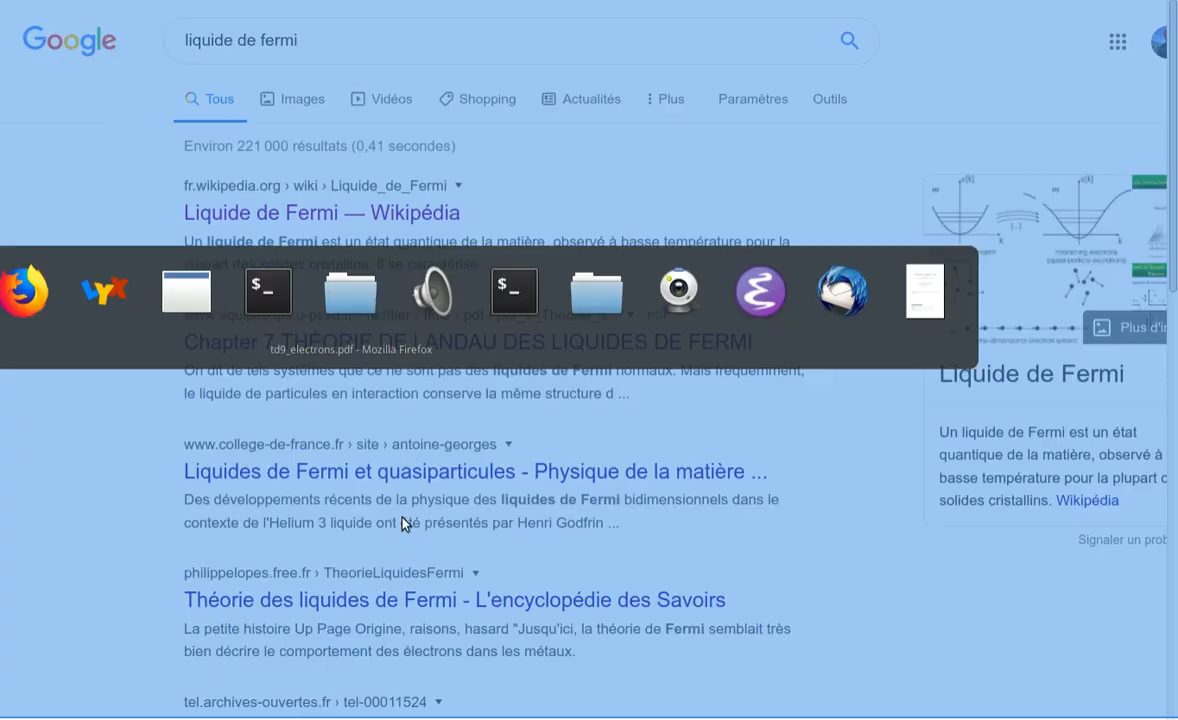 Google
liquide de fermi
Tous Images Vidéos Shopping Actualités Plus Paramètres Outils
Environ 221 000 résultats (0,41 secondes)
fr.wikipedia.org › wiki › Liquide_de_Fermi
Liquide de Fermi — Wikipédia
Un liquide de Fermi est un état quantique de la matière, observé à basse température pour la
plupart des solides cristallins. Il se caractérise
Chapter 7 THÉORIE DE LANDAU DES LIQUIDES DE FERMI
td9_electrons.pdf - Mozilla Firefox
On dit de tels systèmes que ce ne sont pas des liquides de Fermi normaux. Mais fréquemment,
le liquide de particules en interaction conserve la même structure d ...
www.college-de-france.fr › site › antoine-georges
Liquides de Fermi et quasiparticules - Physique de la matière ...
Des développements récents de la physique des liquides de Fermi bidimensionnels dans le
contexte de l'Helium 3 liquide ont été présentés par Henri Godfrin ...
philippelopes.free.fr › TheorieLiquidesFermi
Théorie des liquides de Fermi - L'encyclopédie des Savoirs
La petite histoire Up Page Origine, raisons, hasard "Jusqu'ici, la théorie de Fermi semblait très
bien décrire le comportement des électrons dans les métaux.
tel.archives-ouvertes.fr › tel-00011524
Plus d'i
Liquide de Fermi
Un liquide de Fermi est un état
quantique de la matière, observé à
basse température pour la plupart d
solides cristallins. Wikipédia
Signaler un prob